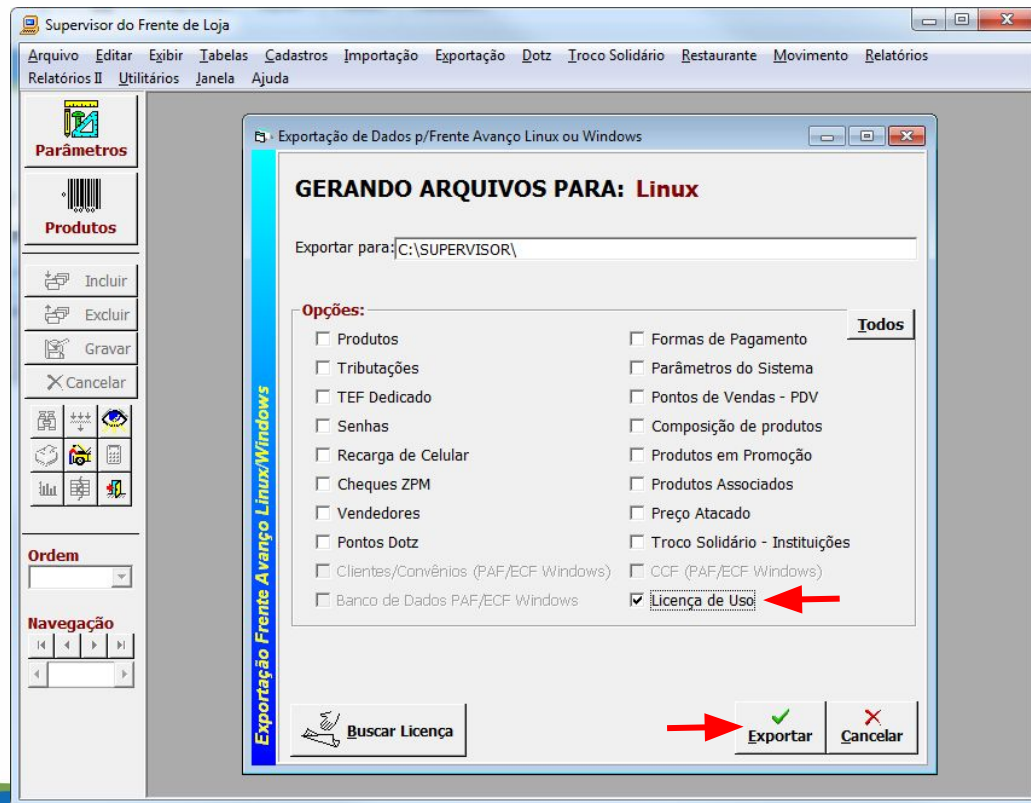 Supervisor do Frente de Loja
Arquivo Editar Exibir Tabelas Cadastros Importação Exportação Dotz Troco Solidário Restaurante Movimento Relatórios
Relatórios II Utilitários Janela Ajuda
Parâmetros
Produtos
Incluir
Excluir
Gravar
Cancelar
Ordem
Navegação
Exportação de Dados p/Frente Avanço Linux ou Windows
Exportação Frente Avanço Linux/Windows
GERANDO ARQUIVOS PARA: Linux
Exportar para: C:\SUPERVISOR\
Opções:
Todos
Produtos
Tributações
TEF Dedicado
Senhas
Recarga de Celular
Cheques ZPM
Vendedores
Pontos Dotz
Clientes/Convênios (PAF/ECF Windows)
Banco de Dados PAF/ECF Windows
Formas de Pagamento
Parâmetros do Sistema
Pontos de Vendas - PDV
Composição de produtos
Produtos em Promoção
Produtos Associados
Preço Atacado
Troco Solidário - Instituições
CCF (PAF/ECF Windows)
Licença de Uso
Buscar Licença
Exportar
Cancelar